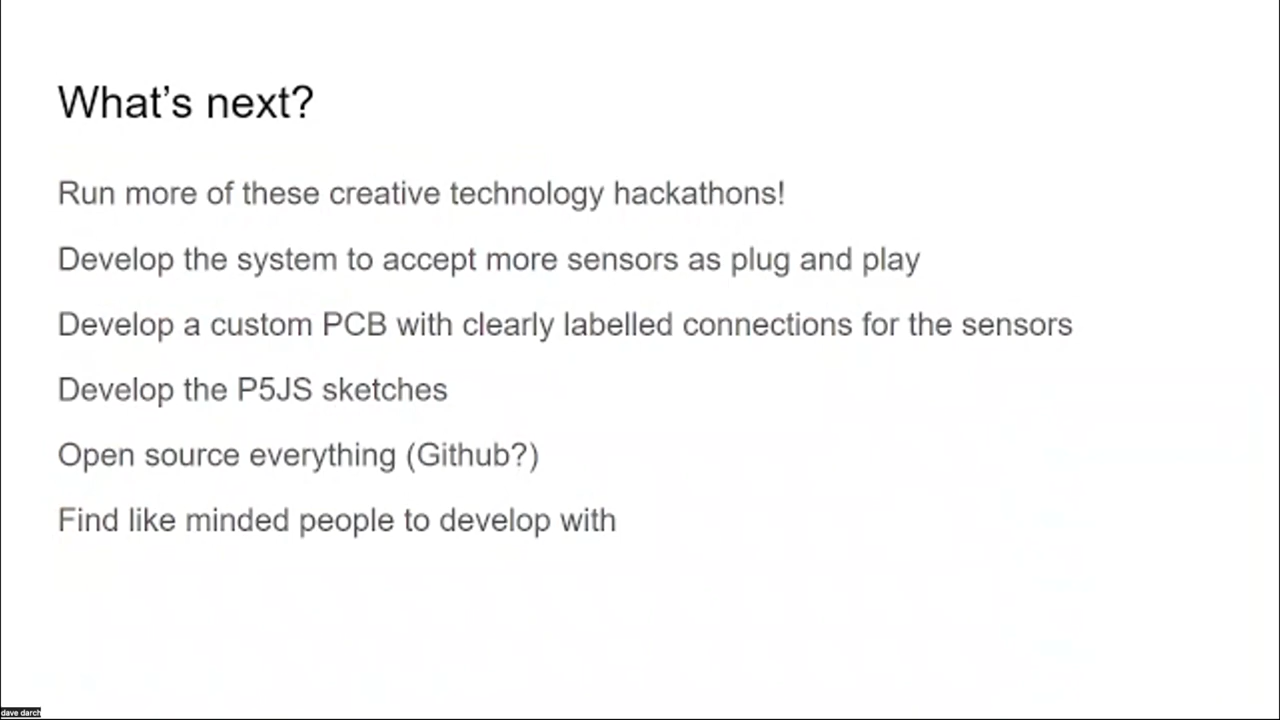 What’s next?
Run more of these creative technology hackathons!
Develop the system to accept more sensors as plug and play
Develop a custom PCB with clearly labelled connections for the sensors
Develop the P5JS sketches
Open source everything (Github?)
Find like minded people to develop with
dave darch